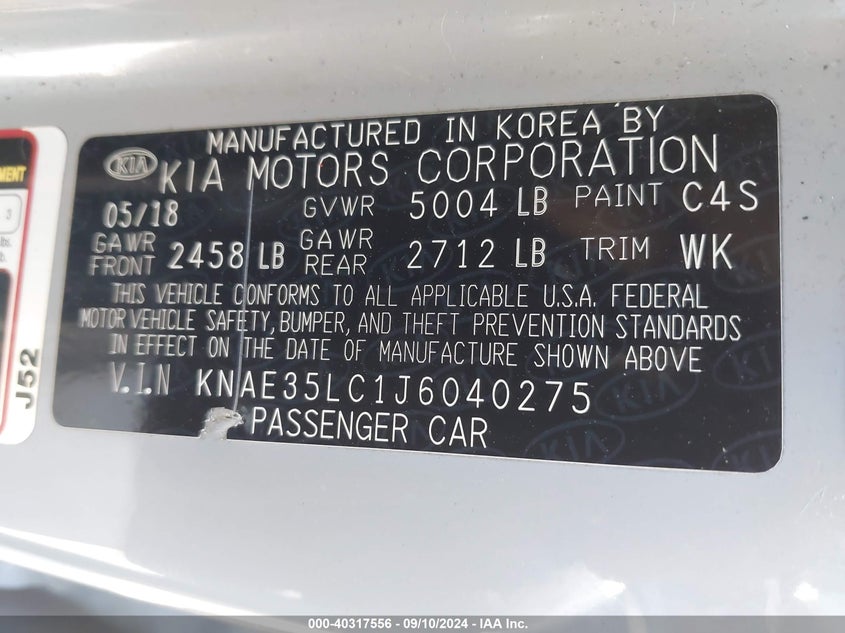 MANUFACTURED IN KOREA BY
KIA KIA MOTORS CORPORATION
05/18 GVWR 5004 LB PAINT C4S
GAWR FRONT 2458 LB GAWR REAR 2712 LB TRIM WK
THIS VEHICLE CONFORMS TO ALL APPLICABLE U.S.A. FEDERAL
MOTOR VEHICLE SAFETY, BUMPER, AND THEFT PREVENTION STANDARDS
IN EFFECT ON THE DATE OF MANUFACTURE SHOWN ABOVE
V.I.N KNAE35LC1J6040275
PASSENGER CAR
3
J52
000-40317556 - 09/10/2024 - IAA Inc.